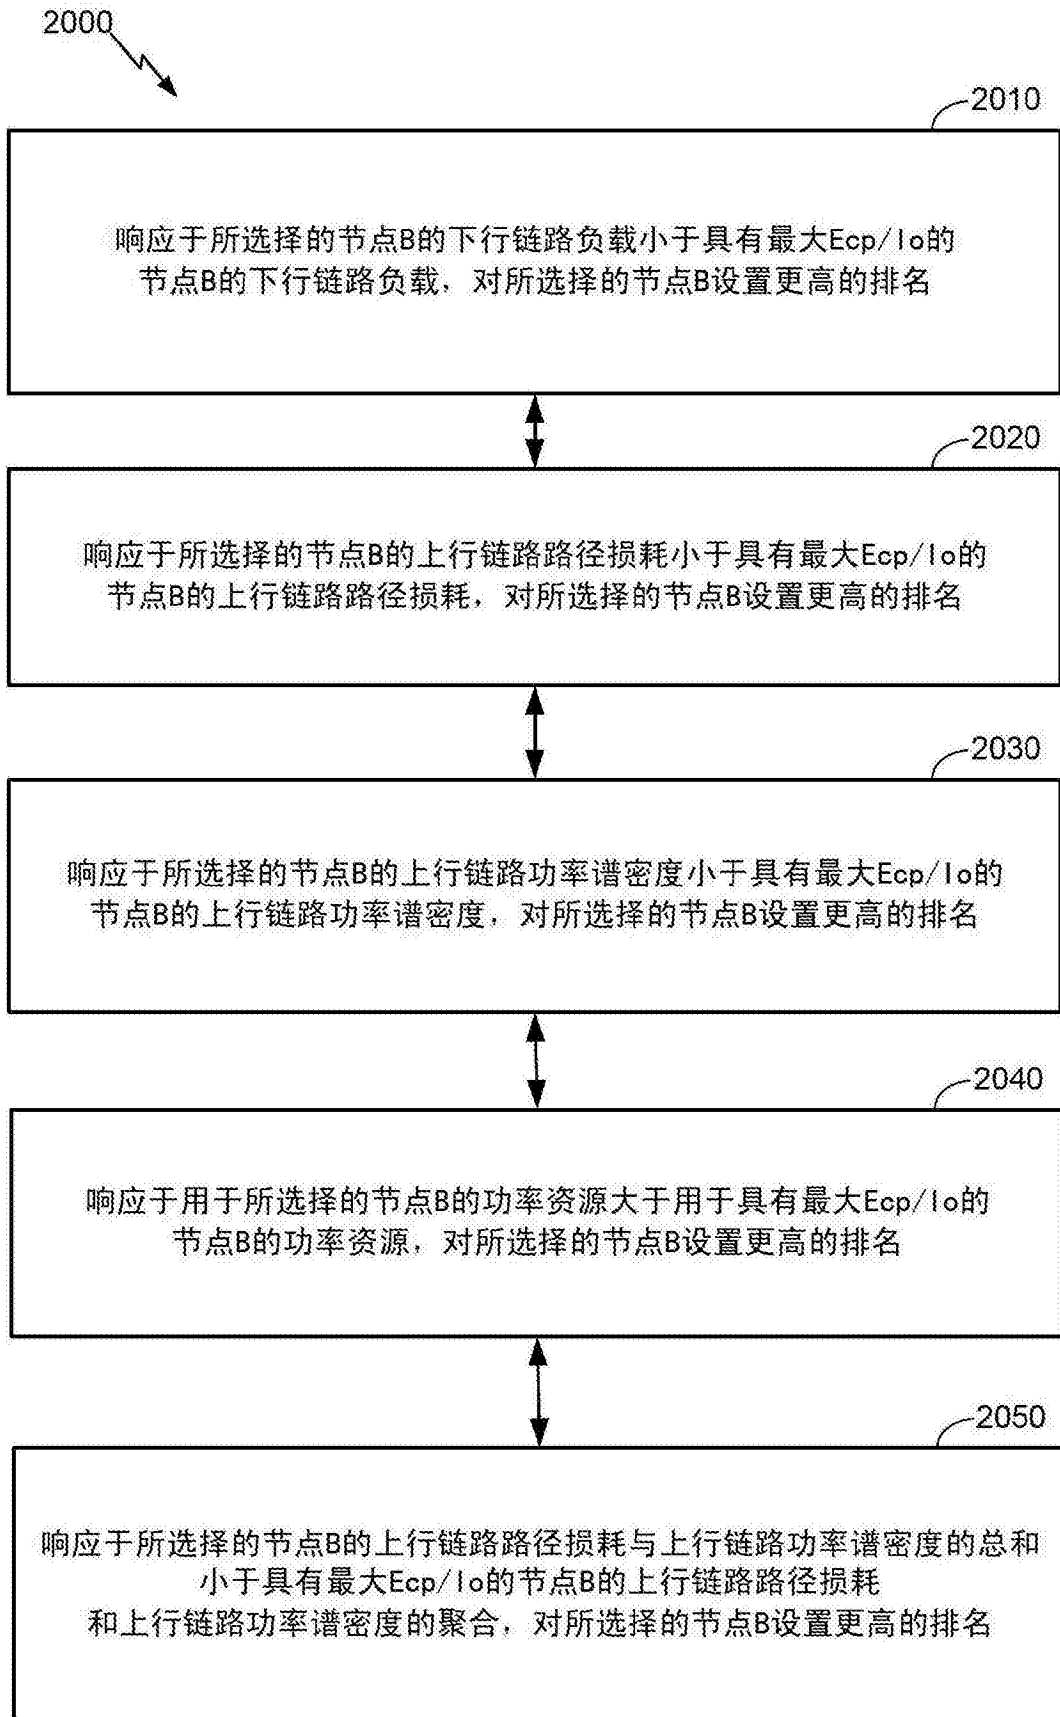 2000
2010
响应于所选择的节点B的下行链路负载小于具有最大Ecp/Io的
节点B的下行链路负载，对所选择的节点B设置更高的排名
2020
响应于所选择的节点B的上行链路路径损耗小于具有最大Ecp/Io的
节点B的上行链路路径损耗，对所选择的节点B设置更高的排名
2030
响应于所选择的节点B的上行链路功率谱密度小于具有最大Ecp/Io的
节点B的上行链路功率谱密度，对所选择的节点B设置更高的排名
2040
响应于用于所选择的节点B的功率资源大于用于具有最大Ecp/Io的
节点B的功率资源，对所选择的节点B设置更高的排名
2050
响应于所选择的节点B的上行链路路径损耗与上行链路功率谱密度的总和
小于具有最大Ecp/Io的节点B的上行链路路径损耗
和上行链路功率谱密度的聚合，对所选择的节点B设置更高的排名